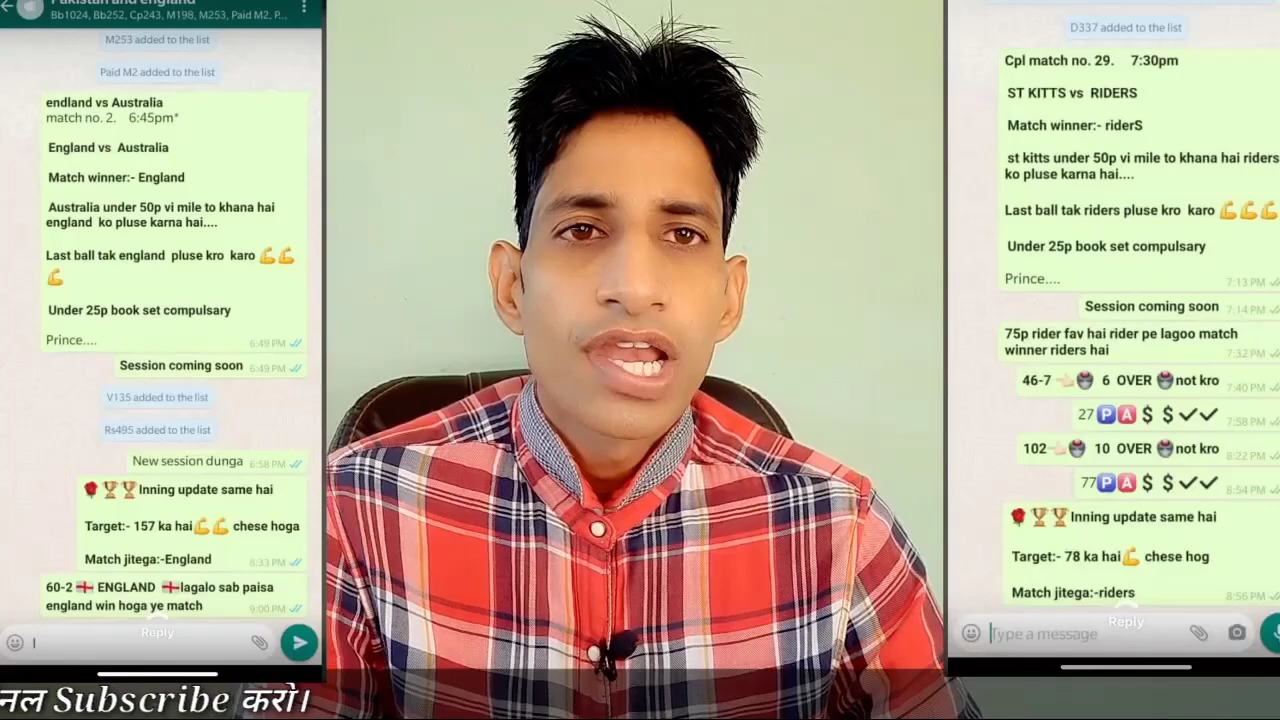 Pakistan and england
Bb1024, Bb252, Cp243, M198, M253, Paid M2, P...
M253 added to the list
Paid M2 added to the list
endland vs Australia
match no. 2. 6:45pm*
England vs Australia
Match winner:- England
Australia under 50p vi mile to khana hai
england ko pluse karna hai....
Last ball tak england pluse kro karo 💪💪
💪
Under 25p book set compulsary
Prince....
6:49 PM
Session coming soon 6:49 PM
V135 added to the list
Rs495 added to the list
New session dunga 6:58 PM
🌹🏆🏆Inning update same hai
Target:- 157 ka hai💪💪 chese hoga
Match jitega:-England
8:33 PM
60-2 🏴󠁧󠁢󠁥󠁮󠁧󠁿 ENGLAND 🏴󠁧󠁢󠁥󠁮󠁧󠁿lagalo sab paisa
england win hoga ye match
9:00 PM
Reply
नल Subscribe करो।
D337 added to the list
Cpl match no. 29. 7:30pm
ST KITTS vs RIDERS
Match winner:- riderS
st kitts under 50p vi mile to khana hai riders
ko pluse karna hai....
Last ball tak riders pluse kro karo 💪💪💪
Under 25p book set compulsary
Prince....
7:13 PM
Session coming soon 7:14 PM
75p rider fav hai rider pe lagoo match
winner riders hai
7:32 PM
46-7 6 OVER not kro 7:40 PM
27🅿🅰$ $✓✓ 7:58 PM
102 10 OVER not kro 8:22 PM
77🅿🅰$ $✓✓ 8:54 PM
🌹🏆🏆Inning update same hai
Target:- 78 ka hai💪 chese hog
Match jitega:-riders
8:56 PM
Reply
Type a message